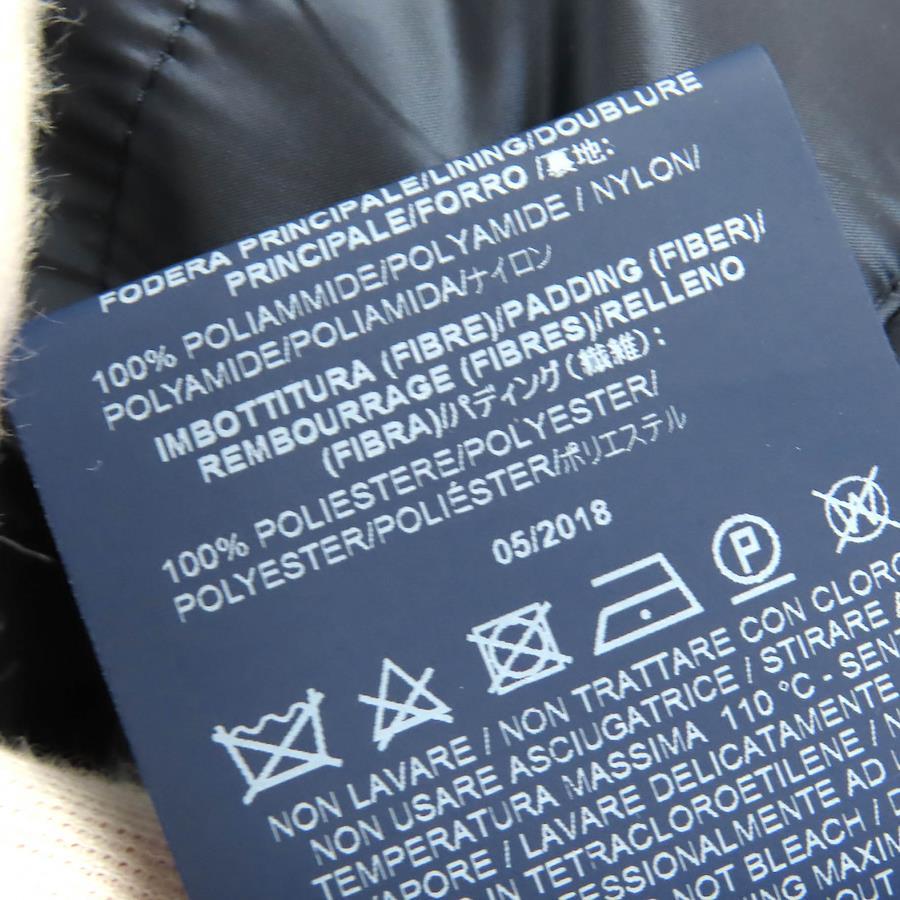 FODERA PRINCIPALE/LINING/DOUBLURE
PRINCIPALE/FORRO /裏地:
100% POLIAMMIDE/POLYAMIDE / NYLON/
POLYAMIDE/POLIAMIDA/ナイロン
IMBOTTITURA (FIBRE)/PADDING (FIBER)/
REMBOURRAGE (FIBRES)/RELLENO
(FIBRA)/パディング(繊維):
100% POLIESTERE/POLYESTER/
POLYESTER/POLIÉSTER/ポリエステル
05/2018
P
W
NON LAVARE / NON TRATTARE CON CLORO
NON USARE ASCIUGATRICE / STIRARE
TEMPERATURA MASSIMA 110 °C - SEN
VAPORE / LAVARE DELICATAMENTE
IN TETRACLOROETILENE /
FESSIONALMENTE AD
NOT BLEACH /